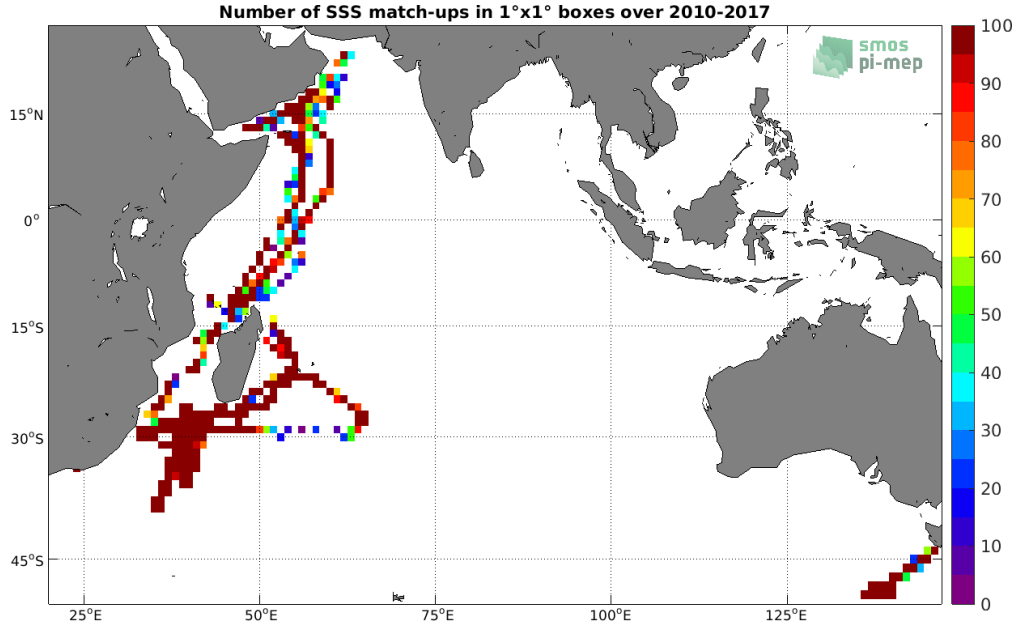 Number of SSS match-ups in 1°x1° boxes over 2010-2017
smos
pi-mep
15°N
0°
15°S
30°S
45°S
25°E
50°E
75°E
100°E
125°E
100
90
80
70
60
50
40
30
20
10
0